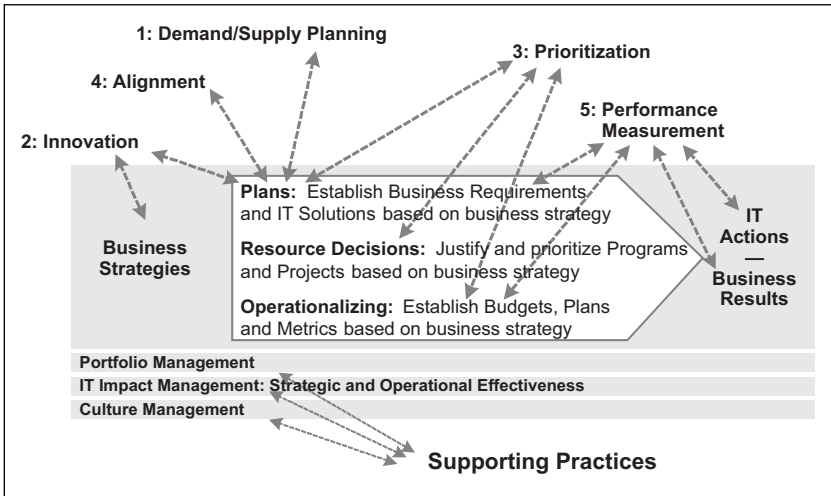 1: Demand/Supply Planning
3: Prioritization
4: Alignment
5: Performance
Measurement
2: Innovation
Plans: Establish Business Requirements
and IT Solutions based on business strategy
Business
Strategies
Resource Decisions: Justify and prioritize Programs
and Projects based on business strategy
Operationalizing: Establish Budgets, Plans
and Metrics based on business strategy
IT
Actions
—
Business
Results
Portfolio Management
IT Impact Management: Strategic and Operational Effectiveness
Culture Management
Supporting Practices